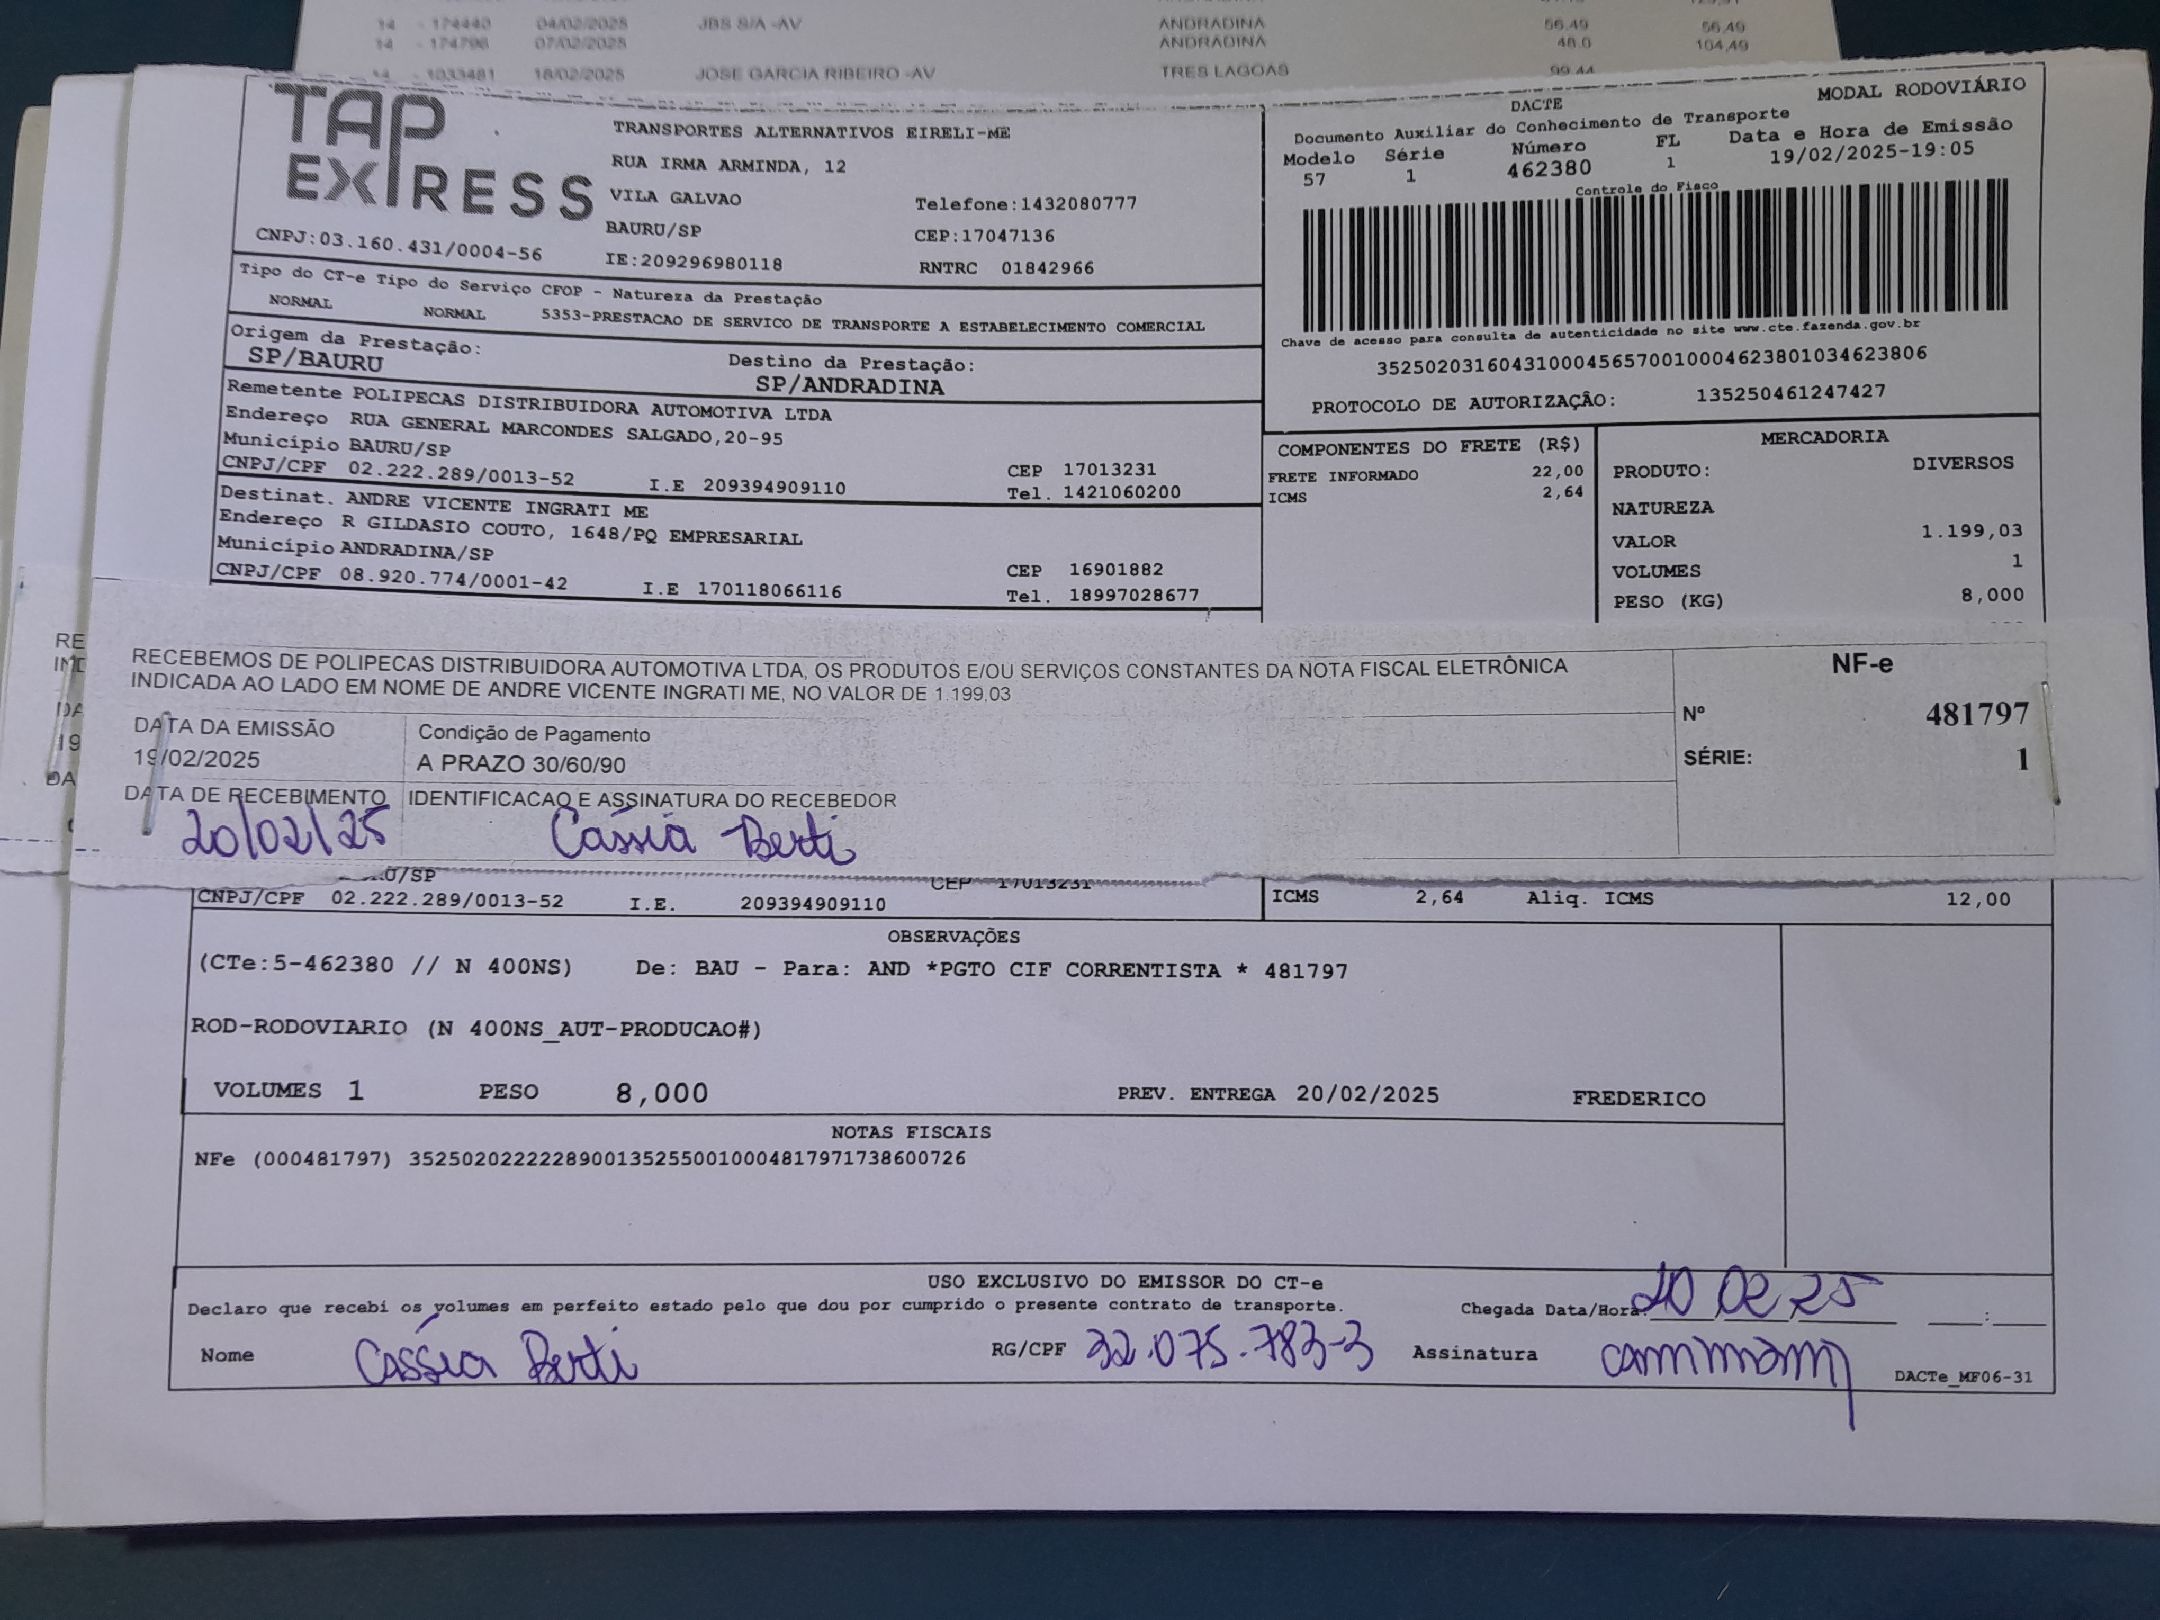 14 - 174440 04/02/2025 JBS S/A -AV ANDRADINA 56,49 56,49
14 - 174796 07/02/2025 ANDRADINA 48,0 104,49
14 - 1033481 18/02/2025 JOSE GARCIA RIBEIRO -AV TRES LAGOAS 99,44
TAP EXPRESS
TRANSPORTES ALTERNATIVOS EIRELI-ME
RUA IRMA ARMINDA, 12
VILA GALVAO Telefone:1432080777
BAURU/SP CEP:17047136
CNPJ:03.160.431/0004-56 IE:209296980118 RNTRC 01842966
DACTE MODAL RODOVIÁRIO
Documento Auxiliar do Conhecimento de Transporte
Modelo Série Número FL Data e Hora de Emissão
57 1 462380 1 19/02/2025-19:05
Controle do Fisco
Chave de acesso para consulta de autenticidade no site www.cte.fazenda.gov.br
35250203160431000456570010004623801034623806
PROTOCOLO DE AUTORIZAÇÃO: 135250461247427
Tipo do CT-e Tipo do Serviço CFOP - Natureza da Prestação
NORMAL NORMAL 5353-PRESTACAO DE SERVICO DE TRANSPORTE A ESTABELECIMENTO COMERCIAL
Origem da Prestação: Destino da Prestação:
SP/BAURU SP/ANDRADINA
Remetente POLIPECAS DISTRIBUIDORA AUTOMOTIVA LTDA
Endereço RUA GENERAL MARCONDES SALGADO,20-95
Município BAURU/SP CEP 17013231
CNPJ/CPF 02.222.289/0013-52 I.E 209394909110 Tel. 1421060200
Destinat. ANDRE VICENTE INGRATI ME
Endereço R GILDASIO COUTO, 1648/PQ EMPRESARIAL
Município ANDRADINA/SP CEP 16901882
CNPJ/CPF 08.920.774/0001-42 I.E 170118066116 Tel. 18997028677
COMPONENTES DO FRETE (R$)
FRETE INFORMADO 22,00
ICMS 2,64
MERCADORIA
PRODUTO: DIVERSOS
NATUREZA
VALOR 1.199,03
VOLUMES 1
PESO (KG) 8,000
RECEBEMOS DE POLIPECAS DISTRIBUIDORA AUTOMOTIVA LTDA, OS PRODUTOS E/OU SERVIÇOS CONSTANTES DA NOTA FISCAL ELETRÔNICA
INDICADA AO LADO EM NOME DE ANDRE VICENTE INGRATI ME, NO VALOR DE 1.199,03
NF-e
Nº 481797
SÉRIE: 1
DATA DA EMISSÃO Condição de Pagamento
19/02/2025 A PRAZO 30/60/90
DATA DE RECEBIMENTO IDENTIFICACAO E ASSINATURA DO RECEBEDOR
20/02/25 Cássia Berti
CEP 17013231
CNPJ/CPF 02.222.289/0013-52 I.E. 209394909110 ICMS 2,64 Aliq. ICMS 12,00
OBSERVAÇÕES
(CTe:5-462380 // N 400NS) De: BAU - Para: AND *PGTO CIF CORRENTISTA * 481797
ROD-RODOVIARIO (N 400NS_AUT-PRODUCAO#)
VOLUMES 1 PESO 8,000 PREV. ENTREGA 20/02/2025 FREDERICO
NOTAS FISCAIS
NFe (000481797) 35250202222289001352550010004817971738600726
USO EXCLUSIVO DO EMISSOR DO CT-e
Declaro que recebi os volumes em perfeito estado pelo que dou por cumprido o presente contrato de transporte. Chegada Data/Hora: 20 02 25
Nome Cássia Berti RG/CPF 32.075.783-3 Assinatura
DACTe_MF06-31